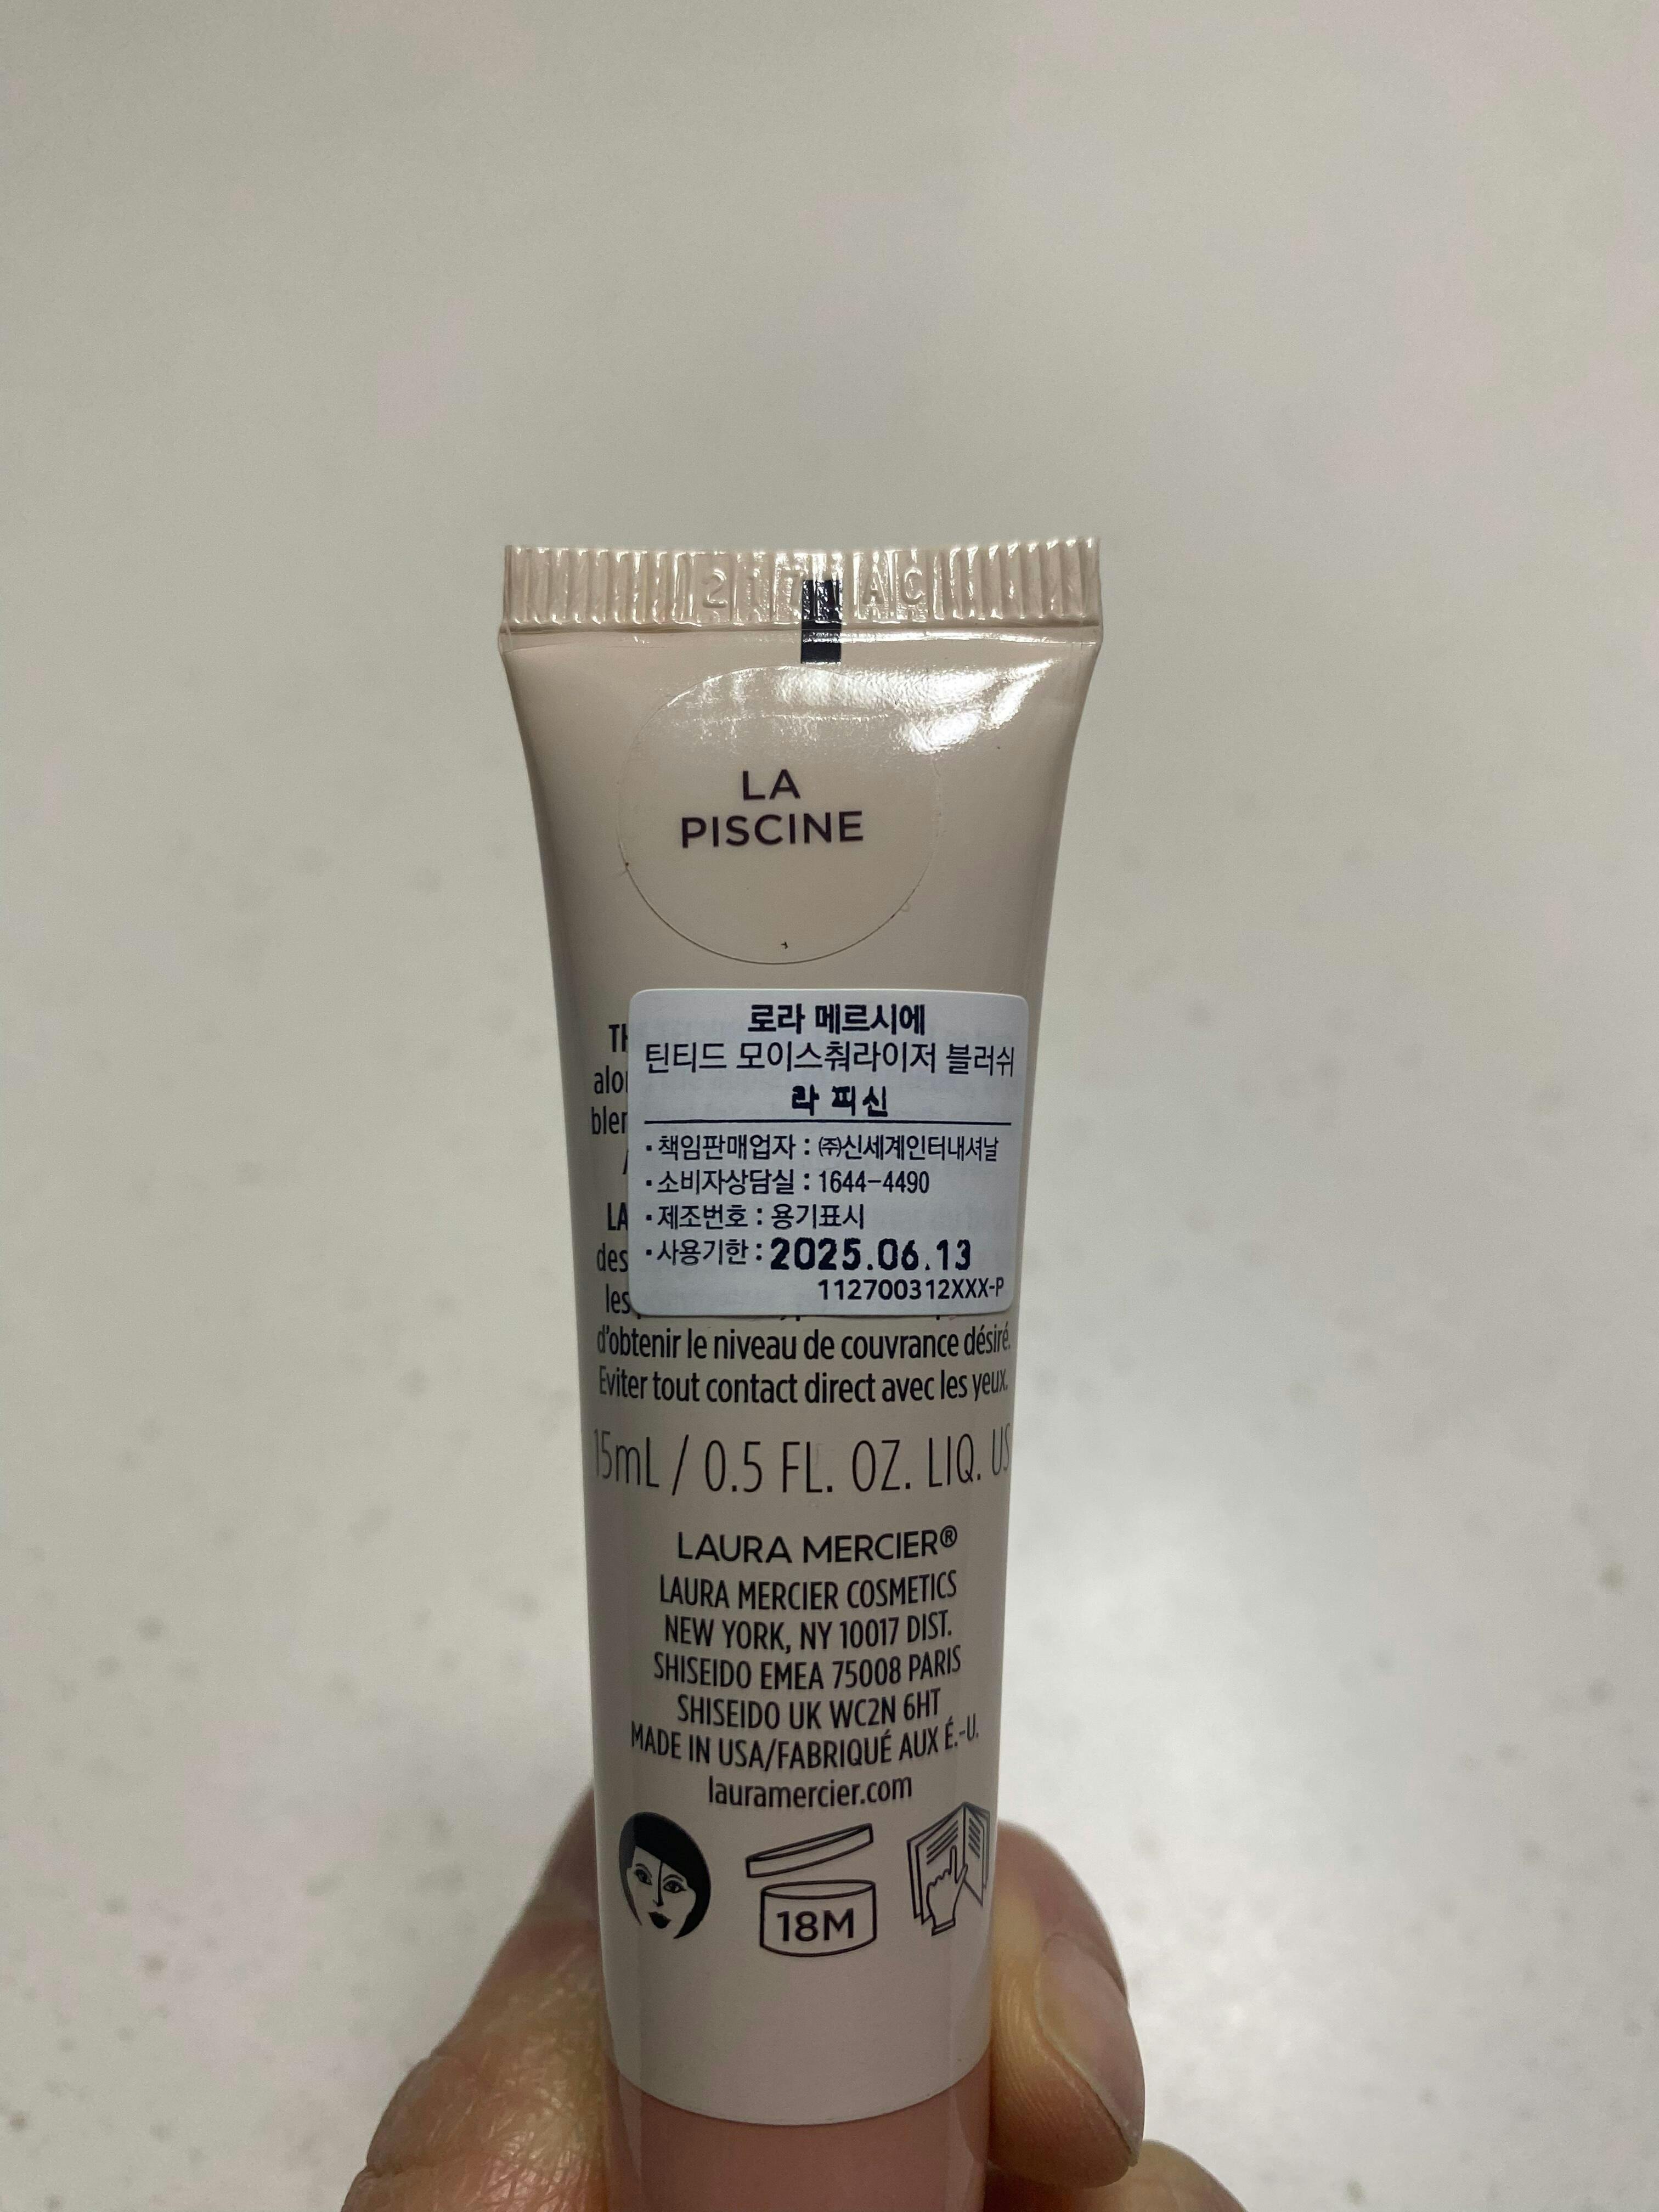 LA
PISCINE
로라 메르시에
틴티드 모이스춰라이저 블러쉬
라 피신
· 책임판매업자 : ㈜신세계인터내셔날
· 소비자상담실 : 1644-4490
· 제조번호 : 용기표시
· 사용기한 : 2025.06.13
112700312XXX-P
les
d'obtenir le niveau de couvrance désiré.
Eviter tout contact direct avec les yeux.
15mL / 0.5 FL. OZ. LIQ. US
LAURA MERCIER®
LAURA MERCIER COSMETICS
NEW YORK, NY 10017 DIST.
SHISEIDO EMEA 75008 PARIS
SHISEIDO UK WC2N 6HT
MADE IN USA/FABRIQUÉ AUX É.-U.
lauramercier.com
18M